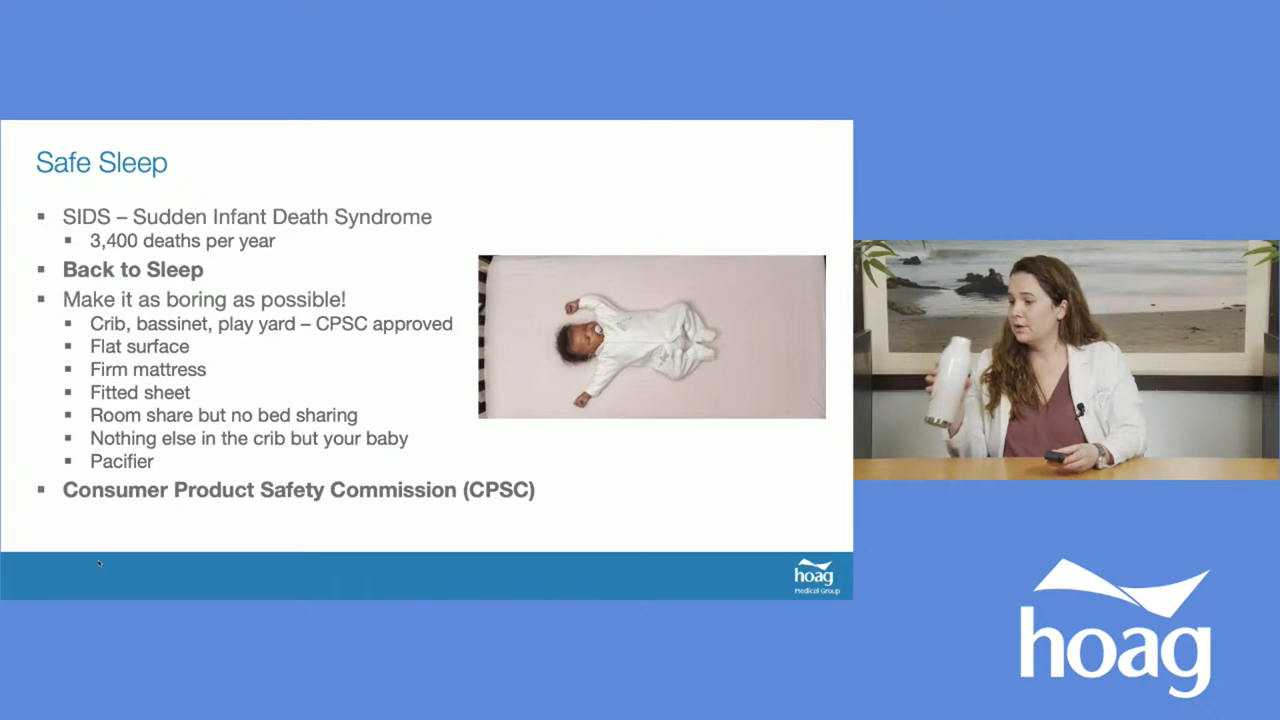 Safe Sleep
▪ SIDS – Sudden Infant Death Syndrome
▪ 3,400 deaths per year
▪ Back to Sleep
▪ Make it as boring as possible!
▪ Crib, bassinet, play yard – CPSC approved
▪ Flat surface
▪ Firm mattress
▪ Fitted sheet
▪ Room share but no bed sharing
▪ Nothing else in the crib but your baby
▪ Pacifier
▪ Consumer Product Safety Commission (CPSC)
hoag
Medical Group
hoag